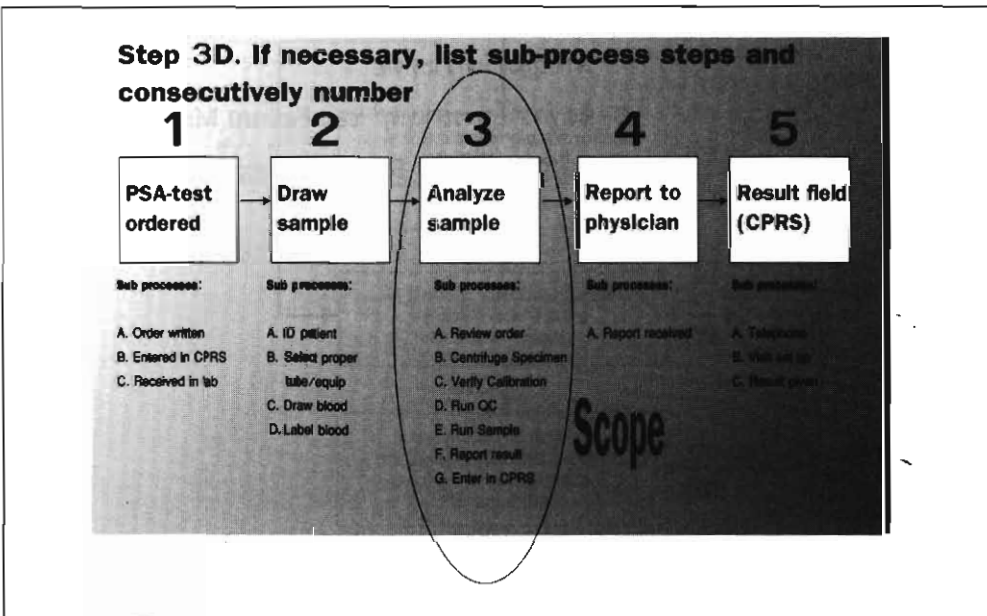 Step 3D. If necessary, list sub-process steps and
consecutively number
1
2
3
4
5
PSA-test
ordered
Draw
sample
Analyze
sample
Report to
physician
Result field
(CPRS)
Sub processes:
A. Order written
B. Entered in CPRS
C. Received in lab
Sub processes:
A. ID patient
B. Select proper
tube/equip
C. Draw blood
D. Label blood
Sub processes:
A. Review order
B. Centrifuge Specimen
C. Verify Calibration
D. Run QC
E. Run Sample
F. Report result
G. Enter in CPRS
Sub processes:
A. Report received
Sub processes:
A. Telephone
B. Visit set up
C. Result given
Scope